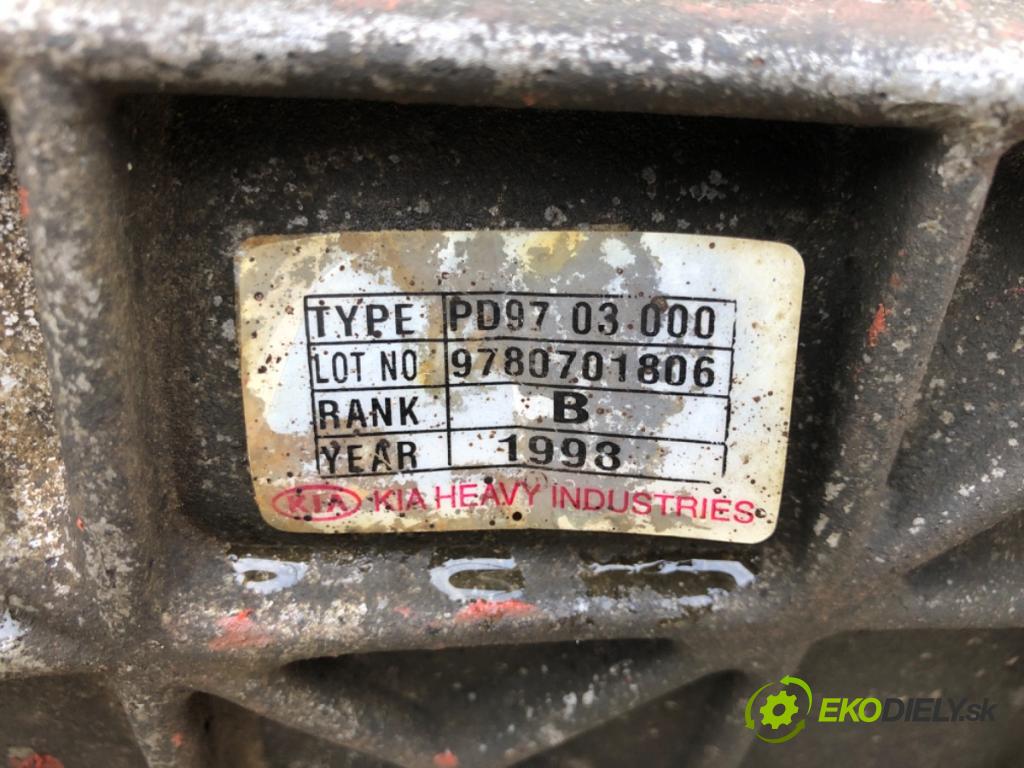 TYPE PD97 03 000
LOT NO 9780701806
RANK B
YEAR 1998
KIA KIA HEAVY INDUSTRIES
EKODIELY.sk